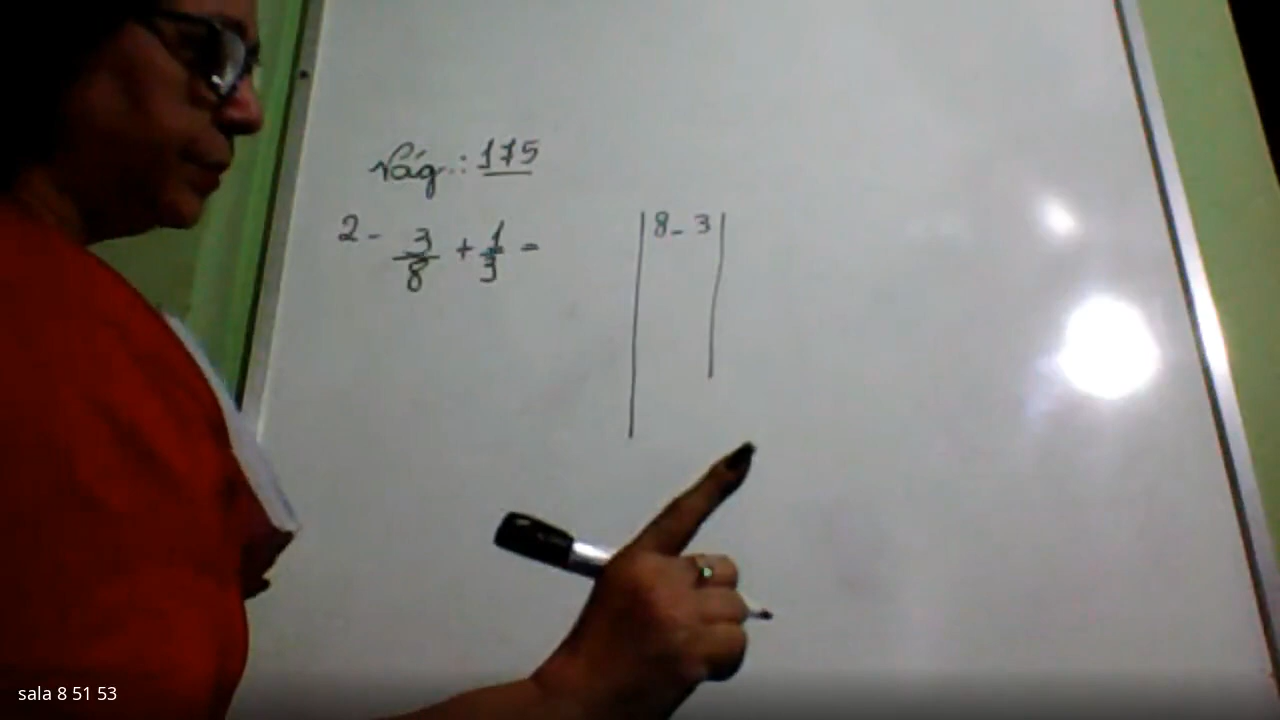 Pág.: 175
2- 3/8 + 1/3 =
8- 3
sala 8 51 53